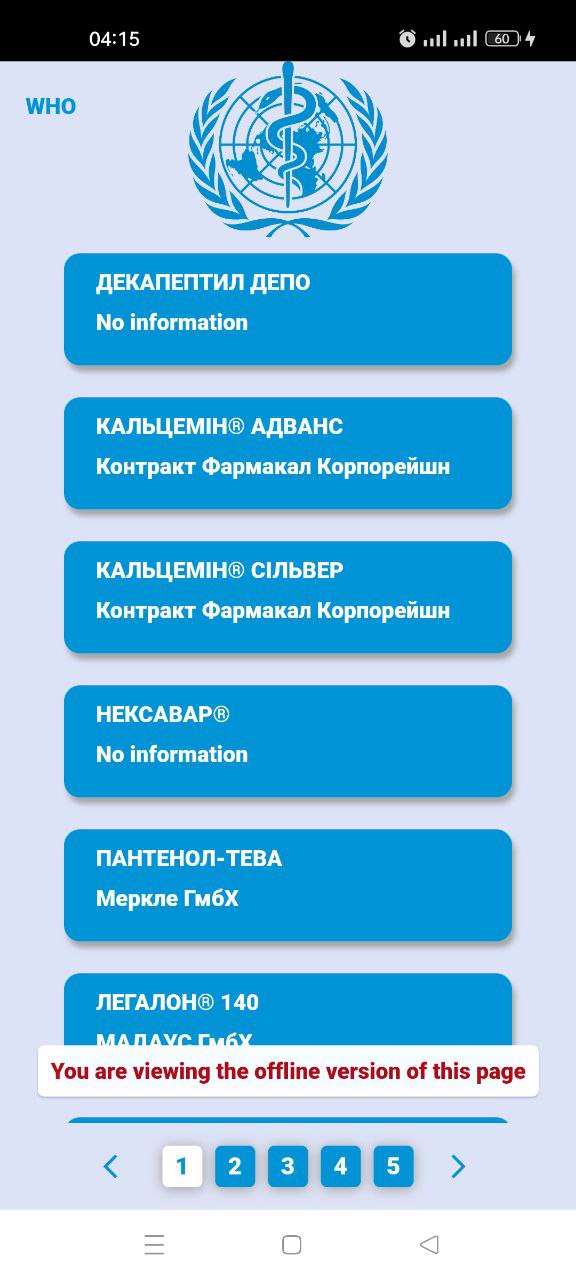 04:15
60
WHO
ДЕКАПЕПТИЛ ДЕПО
No information
КАЛЬЦЕМІН® АДВАНС
Контракт Фармакал Корпорейшн
КАЛЬЦЕМІН® СІЛЬВЕР
Контракт Фармакал Корпорейшн
НЕКСАВАР®
No information
ПАНТЕНОЛ-ТЕВА
Меркле ГмбХ
ЛЕГАЛОН® 140
МАДАУС ГмбХ
You are viewing the offline version of this page
1 2 3 4 5